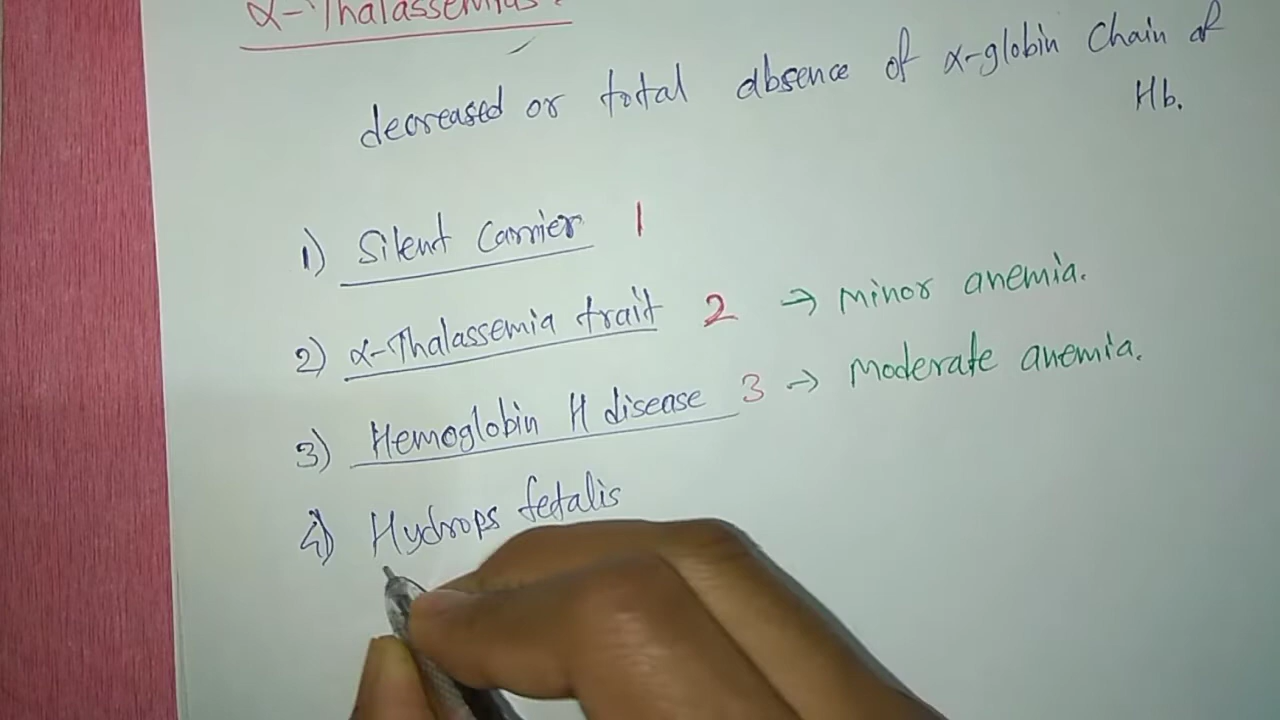 α-Thalassemias:
decreased or total absence of α-globin Chain of
Hb.
1) Silent Carrier 1
2) α-Thalassemia trait 2 → minor anemia.
3) Hemoglobin H disease 3 → Moderate anemia.
4) Hydrops fetalis